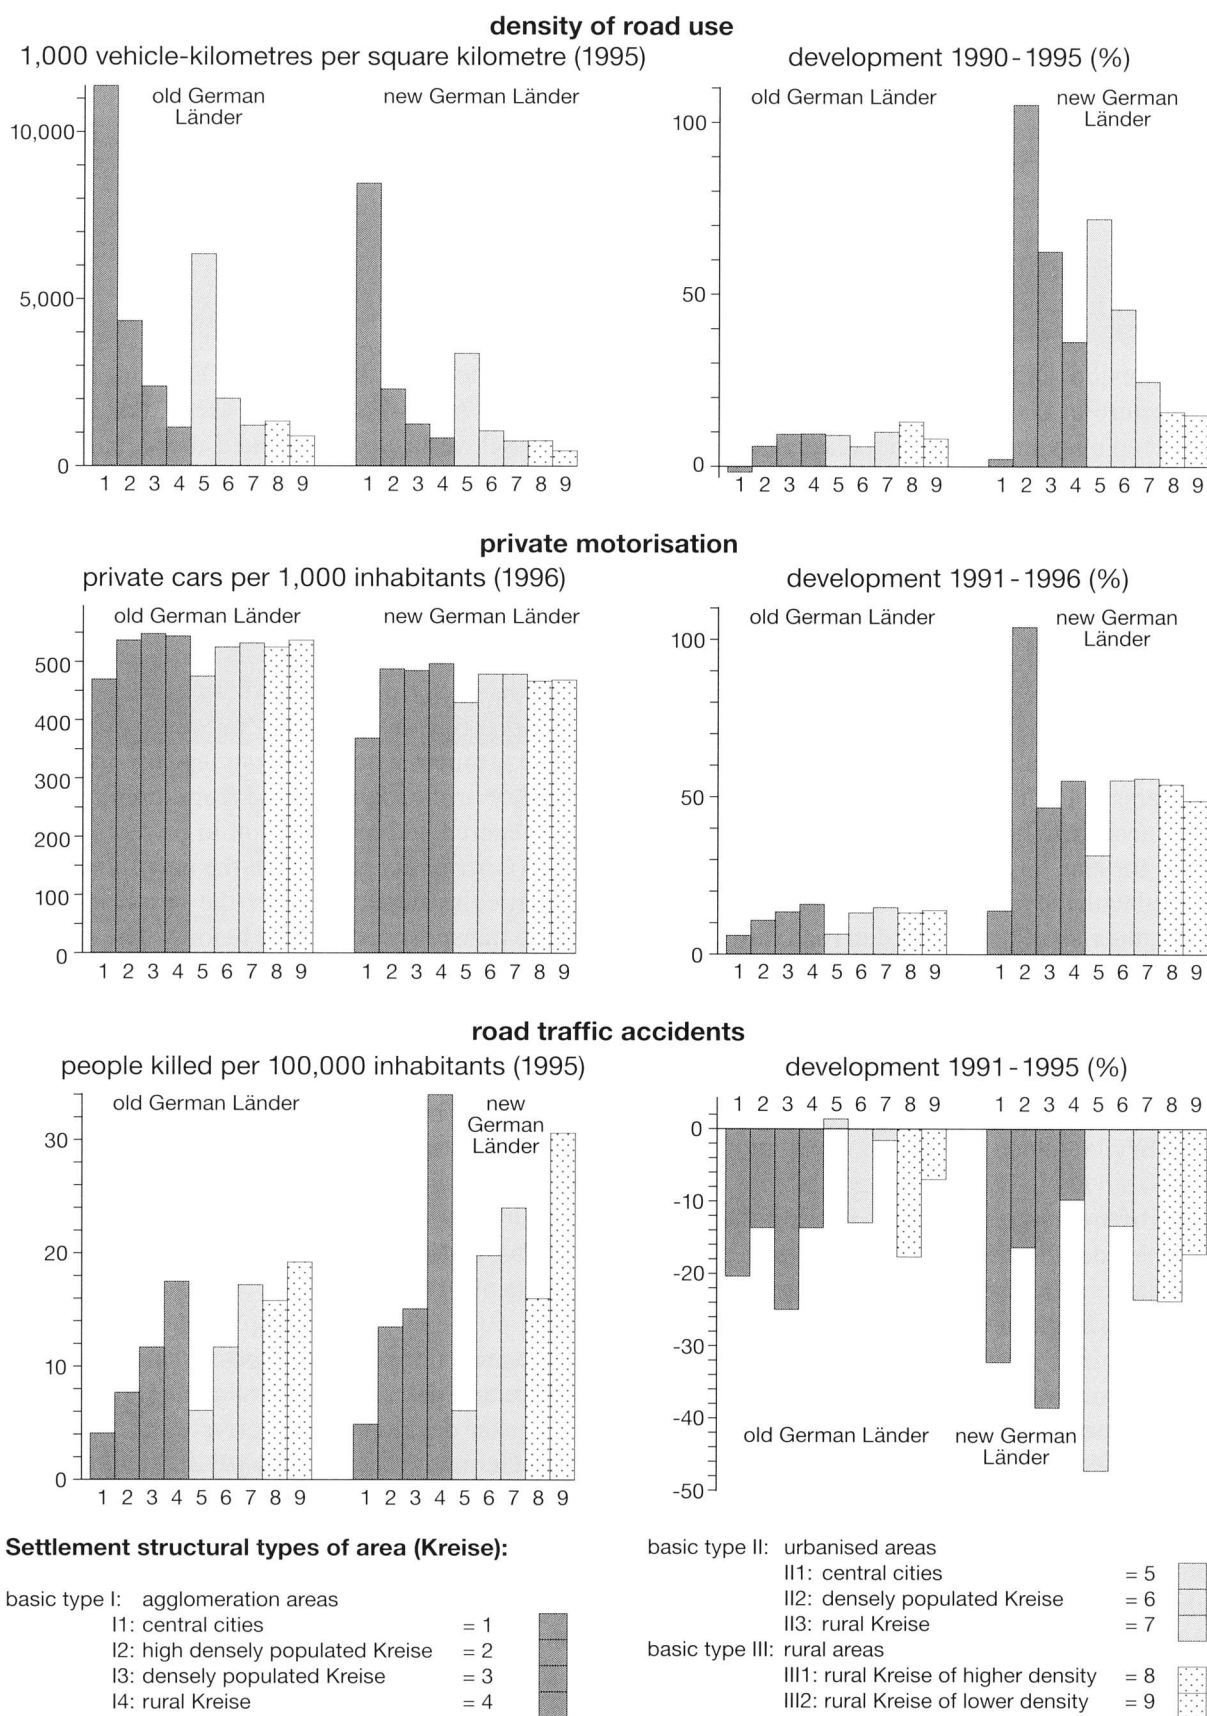 density of road use
1,000 vehicle-kilometres per square kilometre (1995)
old German
Länder
new German Länder
10,000
5,000
0
1 2 3 4 5 6 7 8 9
1 2 3 4 5 6 7 8 9
development 1990-1995 (%)
old German Länder
new German
Länder
100
50
0
1 2 3 4 5 6 7 8 9
1 2 3 4 5 6 7 8 9
private motorisation
private cars per 1,000 inhabitants (1996)
old German Länder
new German Länder
500
400
300
200
100
0
1 2 3 4 5 6 7 8 9
1 2 3 4 5 6 7 8 9
development 1991-1996 (%)
old German Länder
new German
Länder
100
50
0
1 2 3 4 5 6 7 8 9
1 2 3 4 5 6 7 8 9
road traffic accidents
people killed per 100,000 inhabitants (1995)
old German Länder
new
German
Länder
30
20
10
0
1 2 3 4 5 6 7 8 9
1 2 3 4 5 6 7 8 9
development 1991-1995 (%)
1 2 3 4 5 6 7 8 9
1 2 3 4 5 6 7 8 9
0
-10
-20
-30
-40
-50
old German Länder
new German
Länder
Settlement structural types of area (Kreise):
basic type I: agglomeration areas
I1: central cities = 1
I2: high densely populated Kreise = 2
I3: densely populated Kreise = 3
I4: rural Kreise = 4
basic type II: urbanised areas
II1: central cities = 5
II2: densely populated Kreise = 6
II3: rural Kreise = 7
basic type III: rural areas
III1: rural Kreise of higher density = 8
III2: rural Kreise of lower density = 9